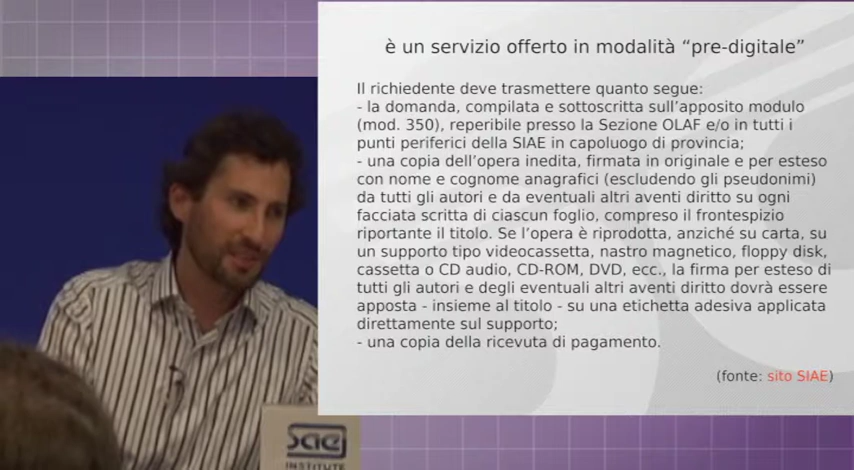 è un servizio offerto in modalità “pre-digitale”
Il richiedente deve trasmettere quanto segue:
- la domanda, compilata e sottoscritta sull’apposito modulo
(mod. 350), reperibile presso la Sezione OLAF e/o in tutti i
punti periferici della SIAE in capoluogo di provincia;
- una copia dell’opera inedita, firmata in originale e per esteso
con nome e cognome anagrafici (escludendo gli pseudonimi)
da tutti gli autori e da eventuali altri aventi diritto su ogni
facciata scritta di ciascun foglio, compreso il frontespizio
riportante il titolo. Se l’opera è riprodotta, anziché su carta, su
un supporto tipo videocassetta, nastro magnetico, floppy disk,
cassetta o CD audio, CD-ROM, DVD, ecc., la firma per esteso di
tutti gli autori e degli eventuali altri aventi diritto dovrà essere
apposta - insieme al titolo - su una etichetta adesiva applicata
direttamente sul supporto;
- una copia della ricevuta di pagamento.
(fonte: sito SIAE)
sae
INSTITUTE